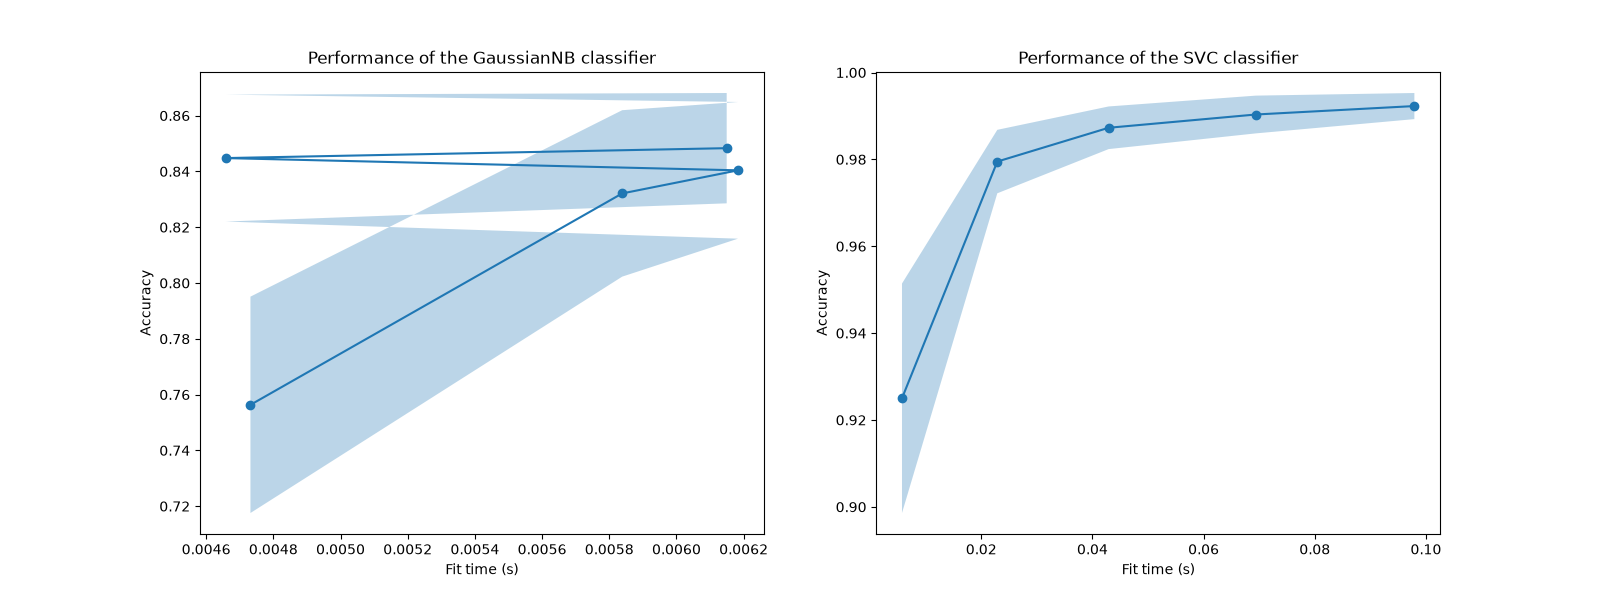 Performance of the GaussianNB classifier
Accuracy
0.86
0.84
0.82
0.80
0.78
0.76
0.74
0.72
0.0046 0.0048 0.0050 0.0052 0.0054 0.0056 0.0058 0.0060 0.0062
Fit time (s)
Performance of the SVC classifier
Accuracy
1.00
0.98
0.96
0.94
0.92
0.90
0.02 0.04 0.06 0.08 0.10
Fit time (s)